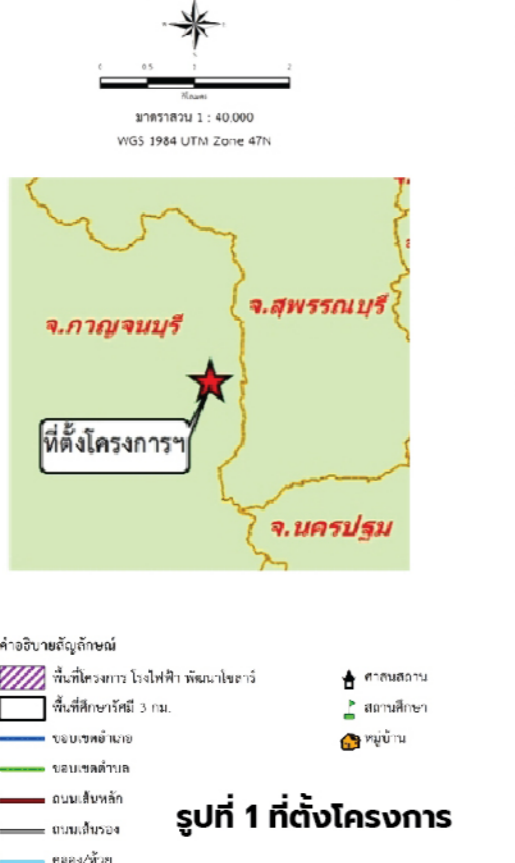 0 0.5 1 2
กิโลเมตร
มาตราส่วน 1 : 40,000
WGS 1984 UTM Zone 47N
จ.สุพรรณบุรี
จ.กาญจนบุรี
ที่ตั้งโครงการฯ
จ.นครปฐม
คำอธิบายสัญลักษณ์
พื้นที่โครงการ โรงไฟฟ้า พัฒนาโซลาร์
พื้นที่ศึกษารัศมี 3 กม.
ขอบเขตอำเภอ
ขอบเขตตำบล
ถนนเส้นหลัก
ถนนเส้นรอง
คลอง/ห้วย
ศาสนสถาน
สถานศึกษา
หมู่บ้าน
รูปที่ 1 ที่ตั้งโครงการ